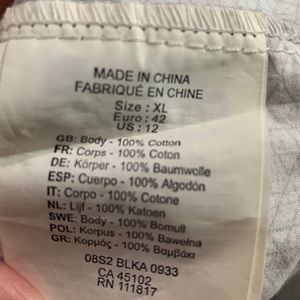 MADE IN CHINA
FABRIQUÉ EN CHINE
Size : XL
Euro : 42
US : 12
GB: Body - 100% Cotton
FR: Corps - 100% Coton
DE: Körper - 100% Baumwolle
ESP: Cuerpo - 100% Algodón
IT: Corpo - 100% Cotone
NL: Lijf - 100% Katoen
SWE: Body - 100% Bomull
POL: Korpus - 100% Bawełna
GR: Κορμός - 100% Βαμβάκι
08S2 BLKA 0933
CA 45102
RN 111817